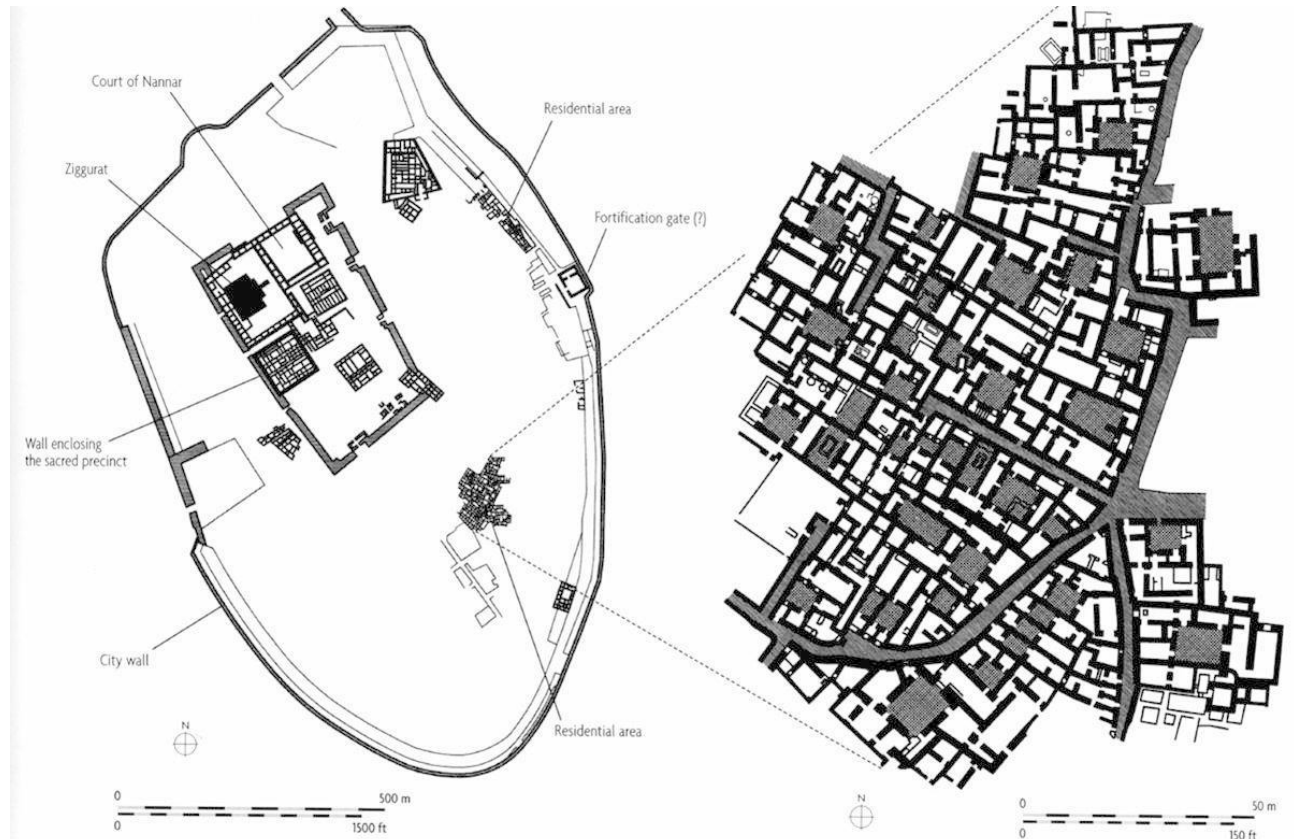 Court of Nannar
Residential area
Ziggurat
Fortification gate (?)
Wall enclosing
the sacred precinct
City wall
Residential area
N
N
0 500 m
0 1500 ft
0 50 m
0 150 ft